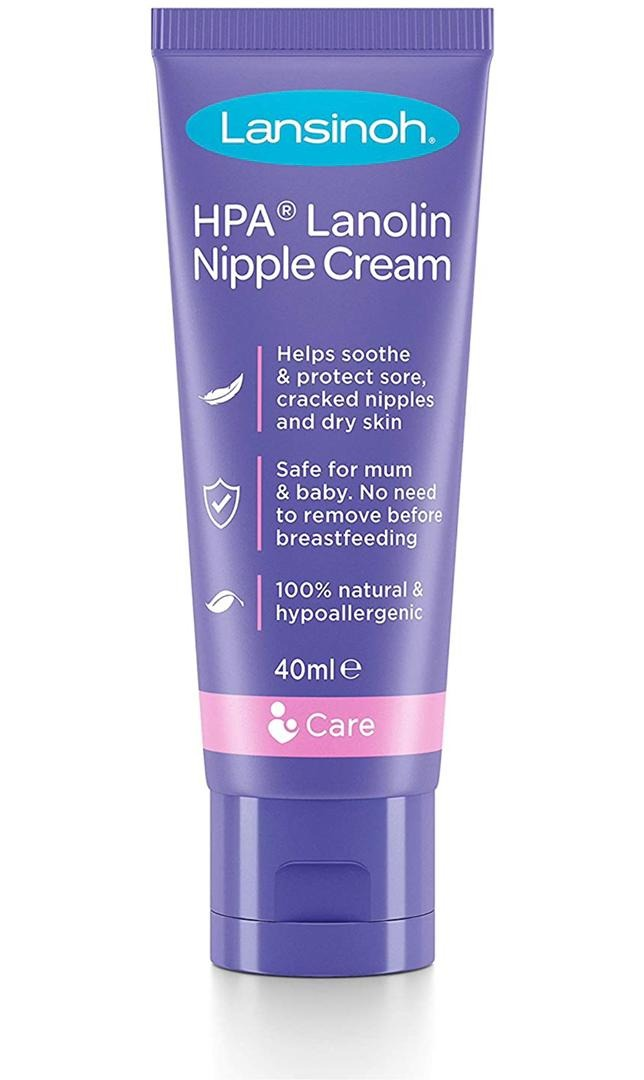 Lansinoh®
HPA® Lanolin
Nipple Cream
Helps soothe
& protect sore,
cracked nipples
and dry skin
Safe for mum
& baby. No need
to remove before
breastfeeding
100% natural &
hypoallergenic
40ml ℮
Care